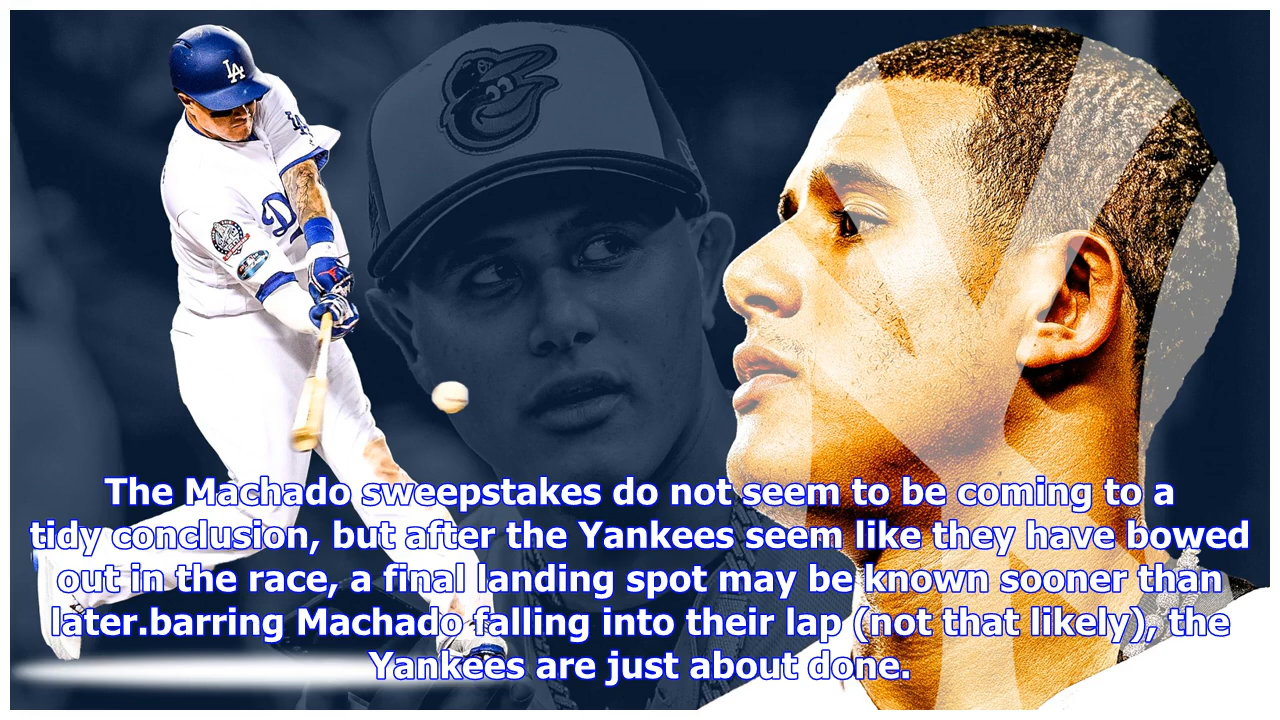 LA
The Machado sweepstakes do not seem to be coming to a
tidy conclusion, but after the Yankees seem like they have bowed
out in the race, a final landing spot may be known sooner than
later.barring Machado falling into their lap (not that likely), the
Yankees are just about done.